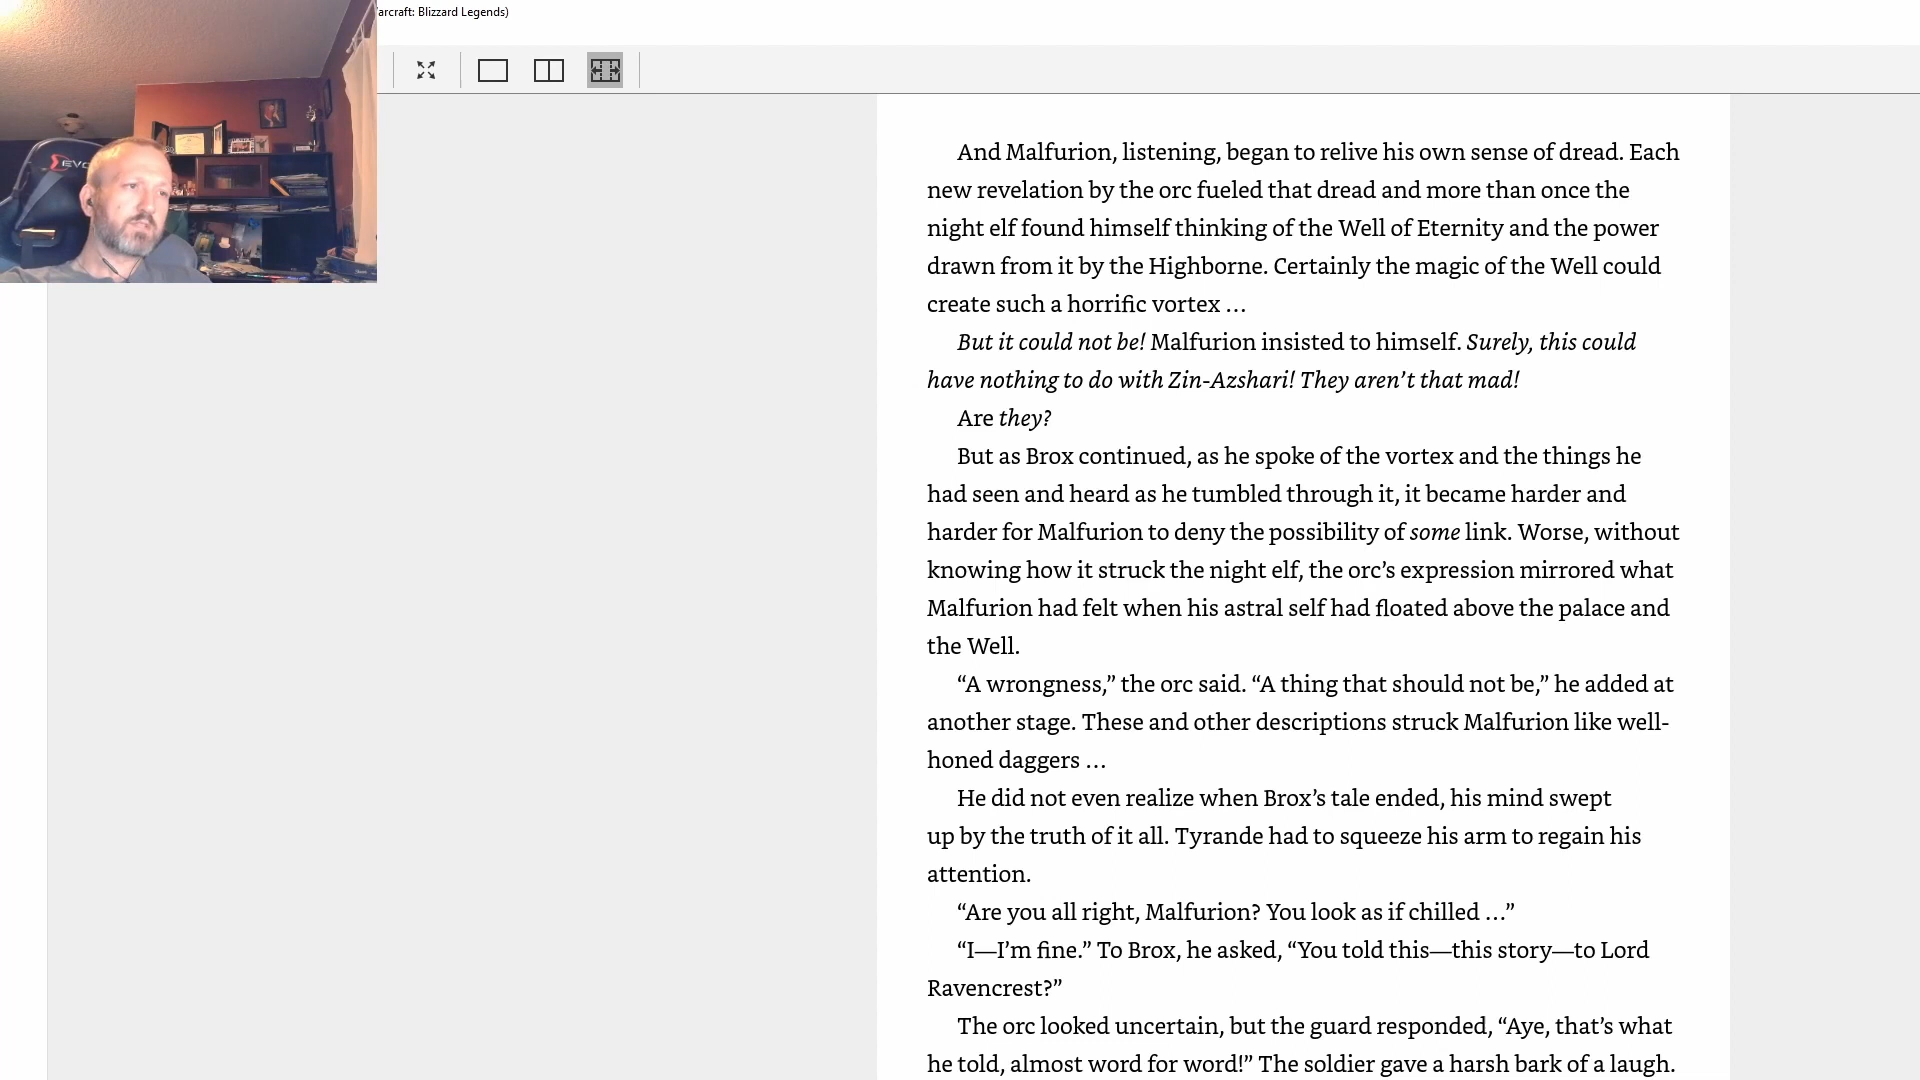 arcraft: Blizzard Legends)
EVO
And Malfurion, listening, began to relive his own sense of dread. Each
new revelation by the orc fueled that dread and more than once the
night elf found himself thinking of the Well of Eternity and the power
drawn from it by the Highborne. Certainly the magic of the Well could
create such a horrific vortex …
But it could not be! Malfurion insisted to himself. Surely, this could
have nothing to do with Zin-Azshari! They aren’t that mad!
Are they?
But as Brox continued, as he spoke of the vortex and the things he
had seen and heard as he tumbled through it, it became harder and
harder for Malfurion to deny the possibility of some link. Worse, without
knowing how it struck the night elf, the orc’s expression mirrored what
Malfurion had felt when his astral self had floated above the palace and
the Well.
“A wrongness,” the orc said. “A thing that should not be,” he added at
another stage. These and other descriptions struck Malfurion like well-
honed daggers …
He did not even realize when Brox’s tale ended, his mind swept
up by the truth of it all. Tyrande had to squeeze his arm to regain his
attention.
“Are you all right, Malfurion? You look as if chilled …”
“I—I’m fine.” To Brox, he asked, “You told this—this story—to Lord
Ravencrest?”
The orc looked uncertain, but the guard responded, “Aye, that’s what
he told, almost word for word!” The soldier gave a harsh bark of a laugh.